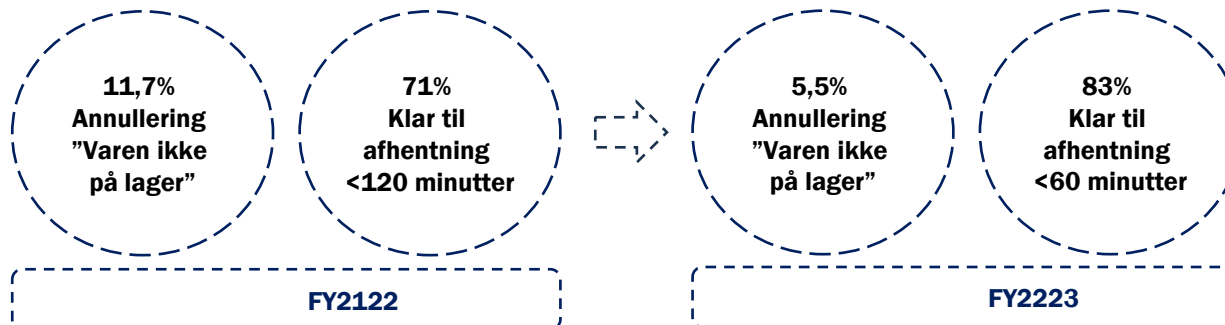 11,7%
Annullering
”Varen ikke
på lager”
71%
Klar til
afhentning
<120 minutter
5,5%
Annullering
”Varen ikke
på lager”
83%
Klar til
afhentning
<60 minutter
FY2122
FY2223